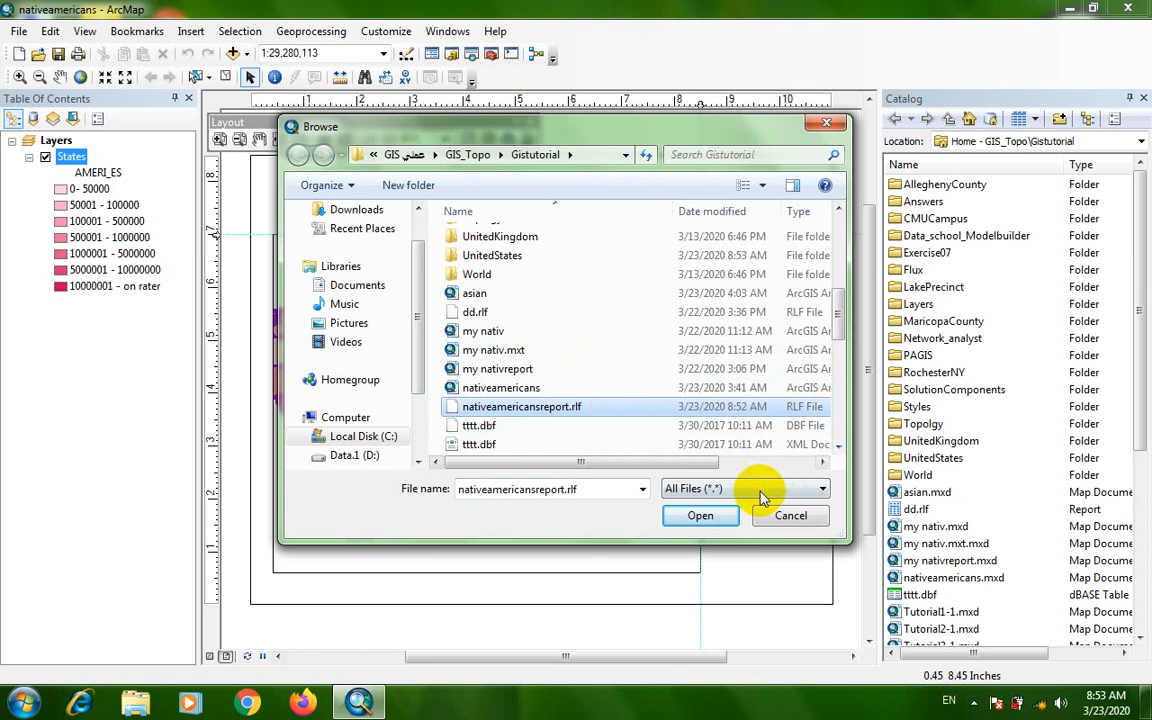 nativeamericans - ArcMap
File Edit View Bookmarks Insert Selection Geoprocessing Customize Windows Help
1:29,280,113
Table Of Contents
Layers
States
AMERI_ES
0- 50000
50001 - 100000
100001 - 500000
500001 - 1000000
1000001 - 5000000
5000001 - 10000000
10000001 - on rater
1 2 3 4 5 6 7 8 9 10
Layout
Browse
« عملي GIS GIS_Topo Gistutorial
Search Gistutorial
Organize New folder
Downloads
Recent Places
Libraries
Documents
Music
Pictures
Videos
Homegroup
Computer
Local Disk (C:)
Data.1 (D:)
Name Date modified Type
UnitedKingdom 3/13/2020 6:46 PM File folde
UnitedStates 3/23/2020 8:53 AM File folde
World 3/13/2020 6:46 PM File folde
asian 3/23/2020 4:03 AM ArcGIS Ar
dd.rlf 3/22/2020 3:36 PM RLF File
my nativ 3/22/2020 11:12 AM ArcGIS Ar
my nativ.mxt 3/22/2020 11:13 AM ArcGIS Ar
my nativreport 3/22/2020 3:06 PM ArcGIS Ar
nativeamericans 3/23/2020 3:41 AM ArcGIS Ar
nativeamericansreport.rlf 3/23/2020 8:52 AM RLF File
tttt.dbf 3/30/2017 10:11 AM DBF File
tttt.dbf 3/30/2017 10:11 AM XML Doc
File name: nativeamericansreport.rlf All Files (*.*)
Open Cancel
Catalog
Location: Home - GIS_Topo\Gistutorial
Name Type
AlleghenyCounty Folder
Answers Folder
CMUCampus Folder
Data_school_Modelbuilder Folder
Exercise07 Folder
Flux Folder
LakePrecinct Folder
Layers Folder
MaricopaCounty Folder
Network_analyst Folder
PAGIS Folder
RochesterNY Folder
SolutionComponents Folder
Styles Folder
Topolgy Folder
UnitedKingdom Folder
UnitedStates Folder
World Folder
asian.mxd Map Docume
dd.rlf Report
my nativ.mxd Map Docume
my nativ.mxt.mxd Map Docume
my nativreport.mxd Map Docume
nativeamericans.mxd Map Docume
tttt.dbf dBASE Table
Tutorial1-1.mxd Map Docume
Tutorial2-1.mxd Map Docume
0.45 8.45 Inches
EN
8:53 AM
3/23/2020